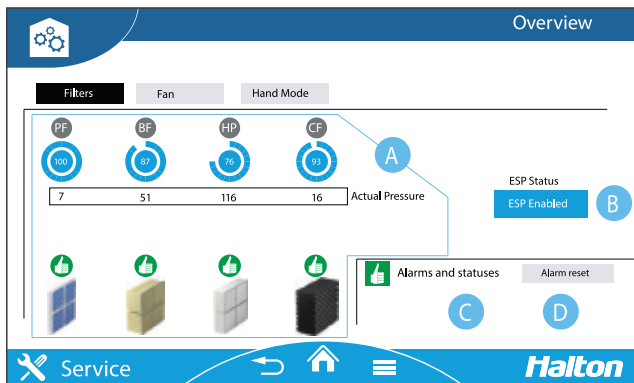 Overview
Filters Fan Hand Mode
PF BF HP CF
100 87 76 93
A
7 51 116 16 Actual Pressure
ESP Status
ESP Enabled B
Alarms and statuses Alarm reset
C D
Service Halton